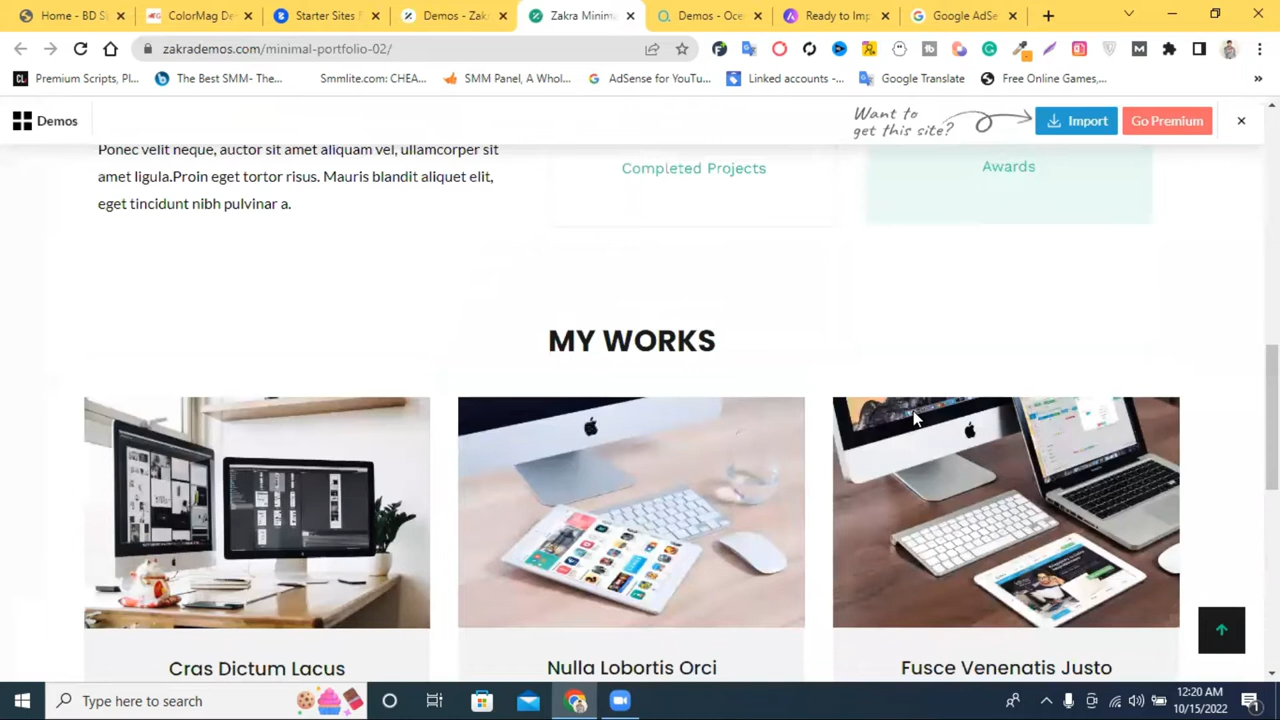 Home - BD S
ColorMag De
Starter Sites
Demos - Zak
Zakra Minim
Demos - Oce
Ready to Imp
Google AdSe
zakrademos.com/minimal-portfolio-02/
Premium Scripts, Pl...
The Best SMM- The...
Smmlite.com: CHEA...
SMM Panel, A Whol...
AdSense for YouTu...
Linked accounts -...
Google Translate
Free Online Games,...
Demos
Want to
get this site?
Import
Go Premium
Ponec velit neque, auctor sit amet aliquam vel, ullamcorper sit
amet ligula.Proin eget tortor risus. Mauris blandit aliquet elit,
eget tincidunt nibh pulvinar a.
Completed Projects
Awards
MY WORKS
Cras Dictum Lacus
Nulla Lobortis Orci
Fusce Venenatis Justo
Type here to search
12:20 AM
10/15/2022